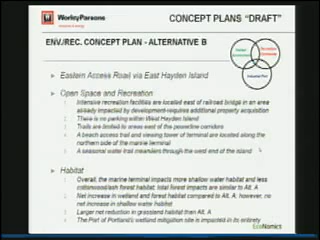 WorleyParsons
CONCEPT PLANS "DRAFT"
ENV./REC. CONCEPT PLAN - ALTERNATIVE B
Eastern Access Road via East Hayden Island
Open Space and Recreation
Intensive recreation facilities are located east of railroad bridge in an area
already impacted by development-requires additional property acquisition
There is no parking within West Hayden Island
Trails are limited to areas east of the powerline corridors
A beach access trail and viewing tower of terminal are located along the
northern side of the marine terminal
A seasonal water trail meanders through the west end of the island
Habitat
Overall, the marine terminal impacts more shallow water habitat and less
cottonwood/ash forest habitat; total forest impacts are similar to Alt. A
Net increase in wetland and forest habitat compared to Alt. A; however, no
net increase in shallow water habitat
Larger net reduction in grassland habitat than Alt. A
The Port of Portland's wetland mitigation site is impacted in its entirety
EcoNomics